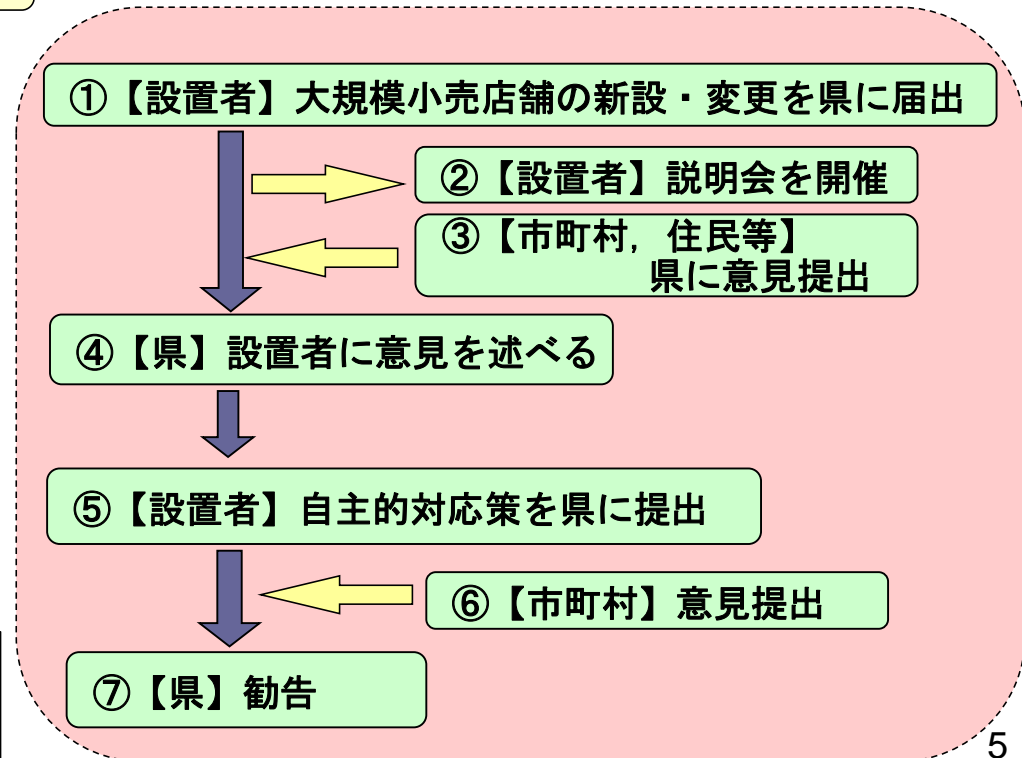 ①【設置者】大規模小売店舗の新設・変更を県に届出
②【設置者】説明会を開催
③【市町村，住民等】
県に意見提出
④【県】設置者に意見を述べる
⑤【設置者】自主的対応策を県に提出
⑥【市町村】意見提出
⑦【県】勧告
5